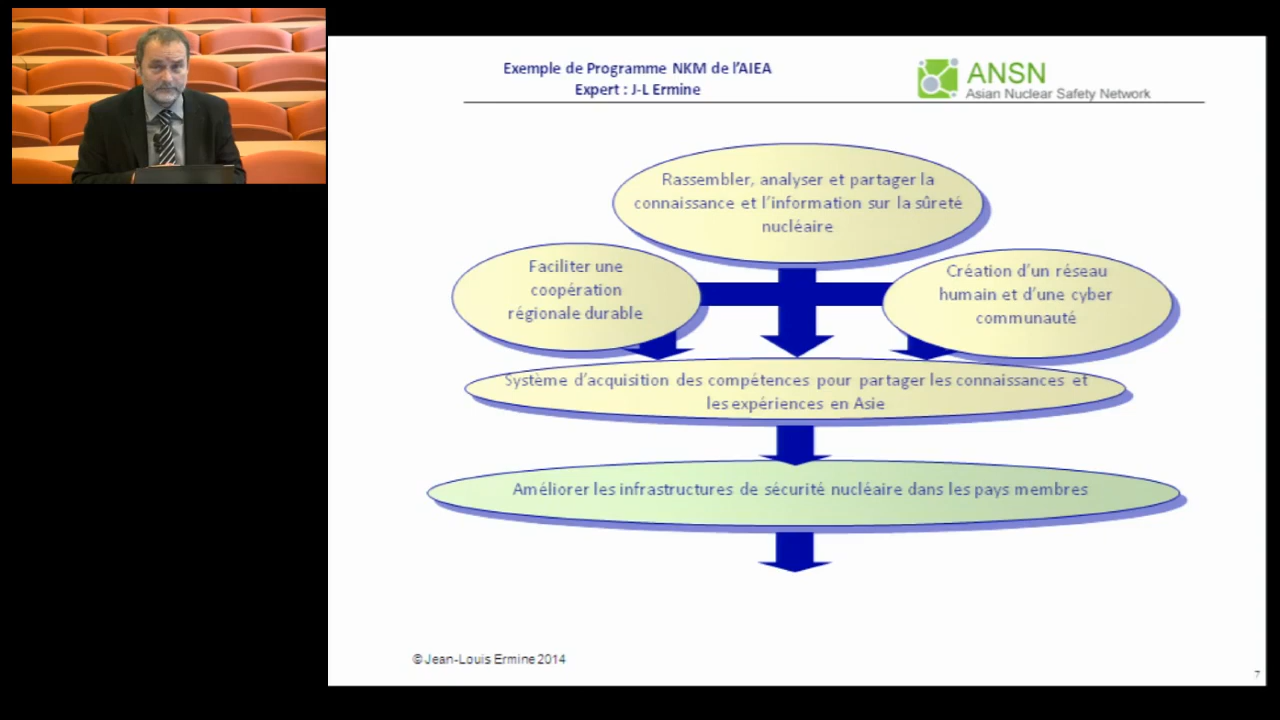 Exemple de Programme NKM de l'AIEA
Expert : J-L Ermine
ANSN
Asian Nuclear Safety Network
Rassembler, analyser et partager la
connaissance et l'information sur la sûreté
nucléaire
Faciliter une
coopération
régionale durable
Création d'un réseau
humain et d'une cyber
communauté
Système d'acquisition des compétences pour partager les connaissances et
les expériences en Asie
Améliorer les infrastructures de sécurité nucléaire dans les pays membres
© Jean-Louis Ermine 2014
7